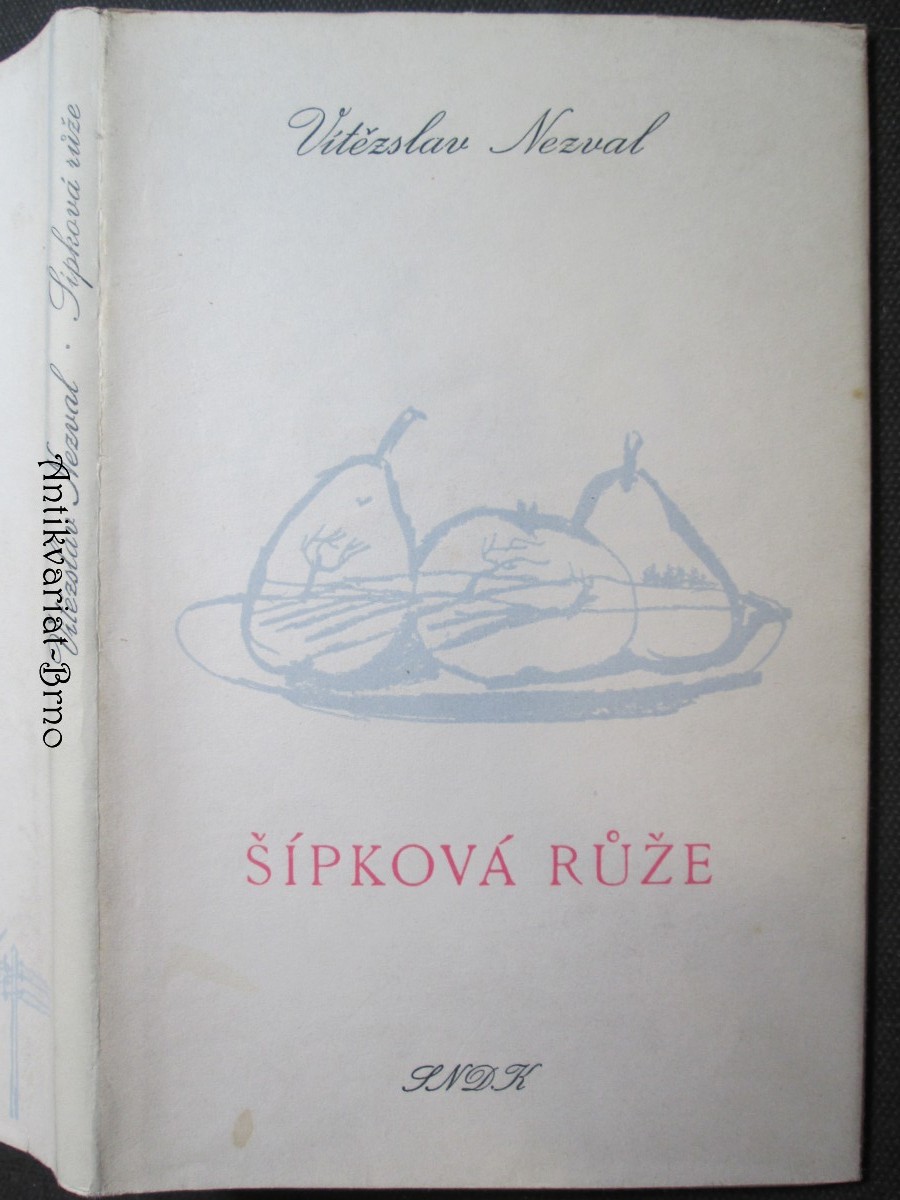 Vítězslav Nezval
ŠÍPKOVÁ RŮŽE
SNDK
Vítězslav Nezval · Šípková růže
Antikvariat-Brno